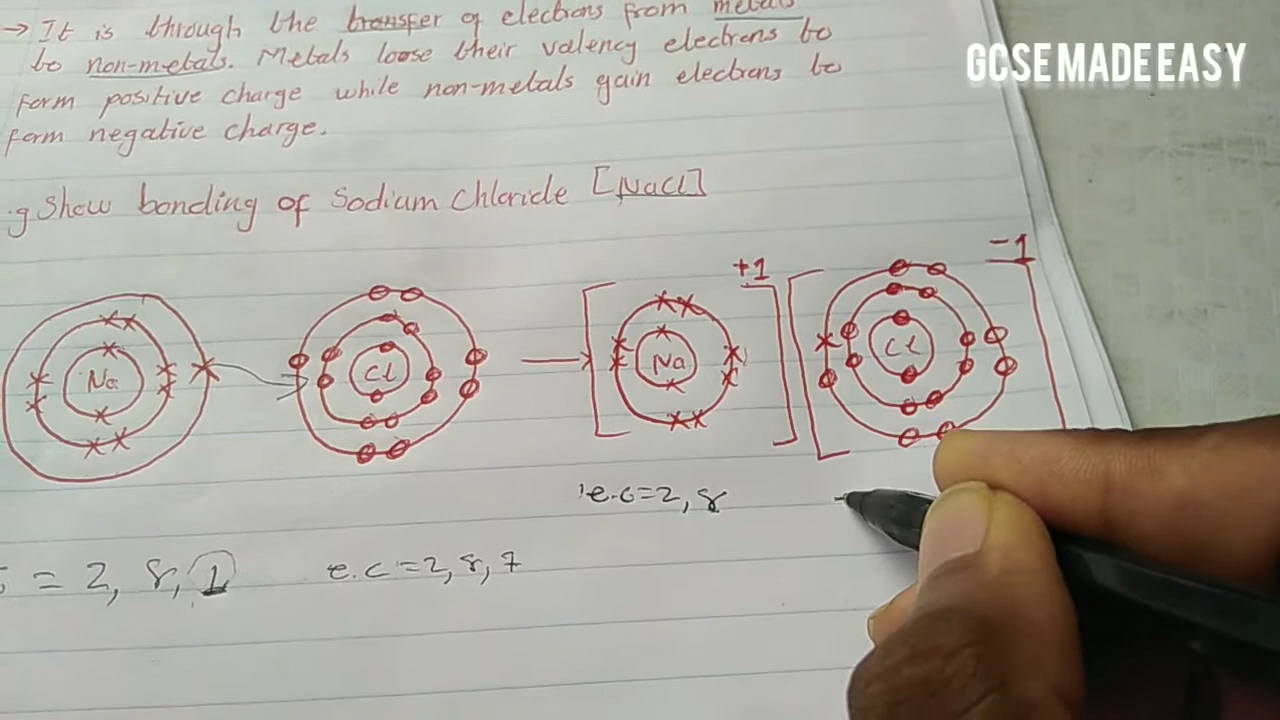 → It is through the transfer of electrons from metals
to non-metals. Metals loose their valency electrons to
form positive charge while non-metals gain electrons to
form negative charge.
GCSE MADE EASY
.g Show bonding of Sodium Chloride [NaCl]
+1
-1
Na
Cl
Na
Cl
e.c=2,8
= 2, 8, 1
e.c=2,8,7